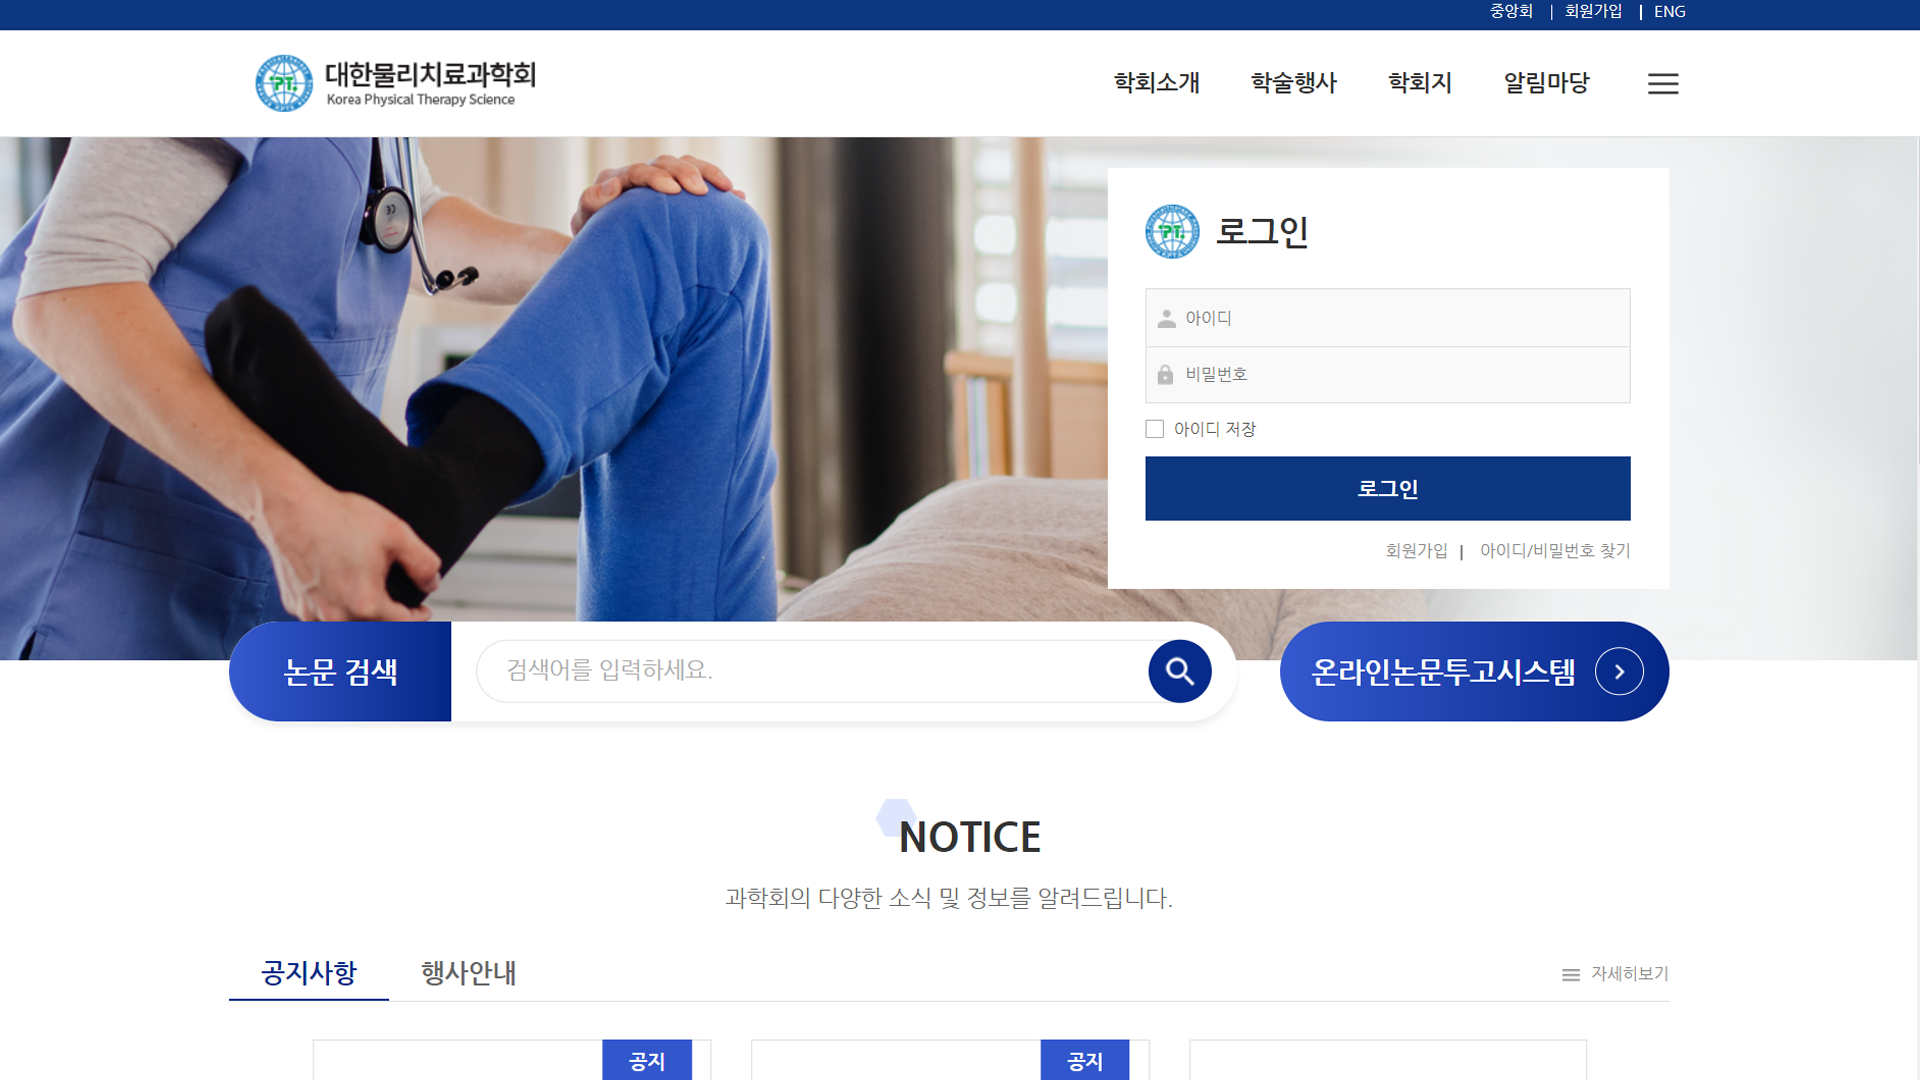 중앙회 | 회원가입 | ENG
대한물리치료과학회
Korea Physical Therapy Science
학회소개 학술행사 학회지 알림마당
로그인
아이디
비밀번호
아이디 저장
로그인
회원가입 | 아이디/비밀번호 찾기
논문 검색
검색어를 입력하세요.
온라인논문투고시스템
NOTICE
과학회의 다양한 소식 및 정보를 알려드립니다.
공지사항 행사안내 자세히보기
공지 공지